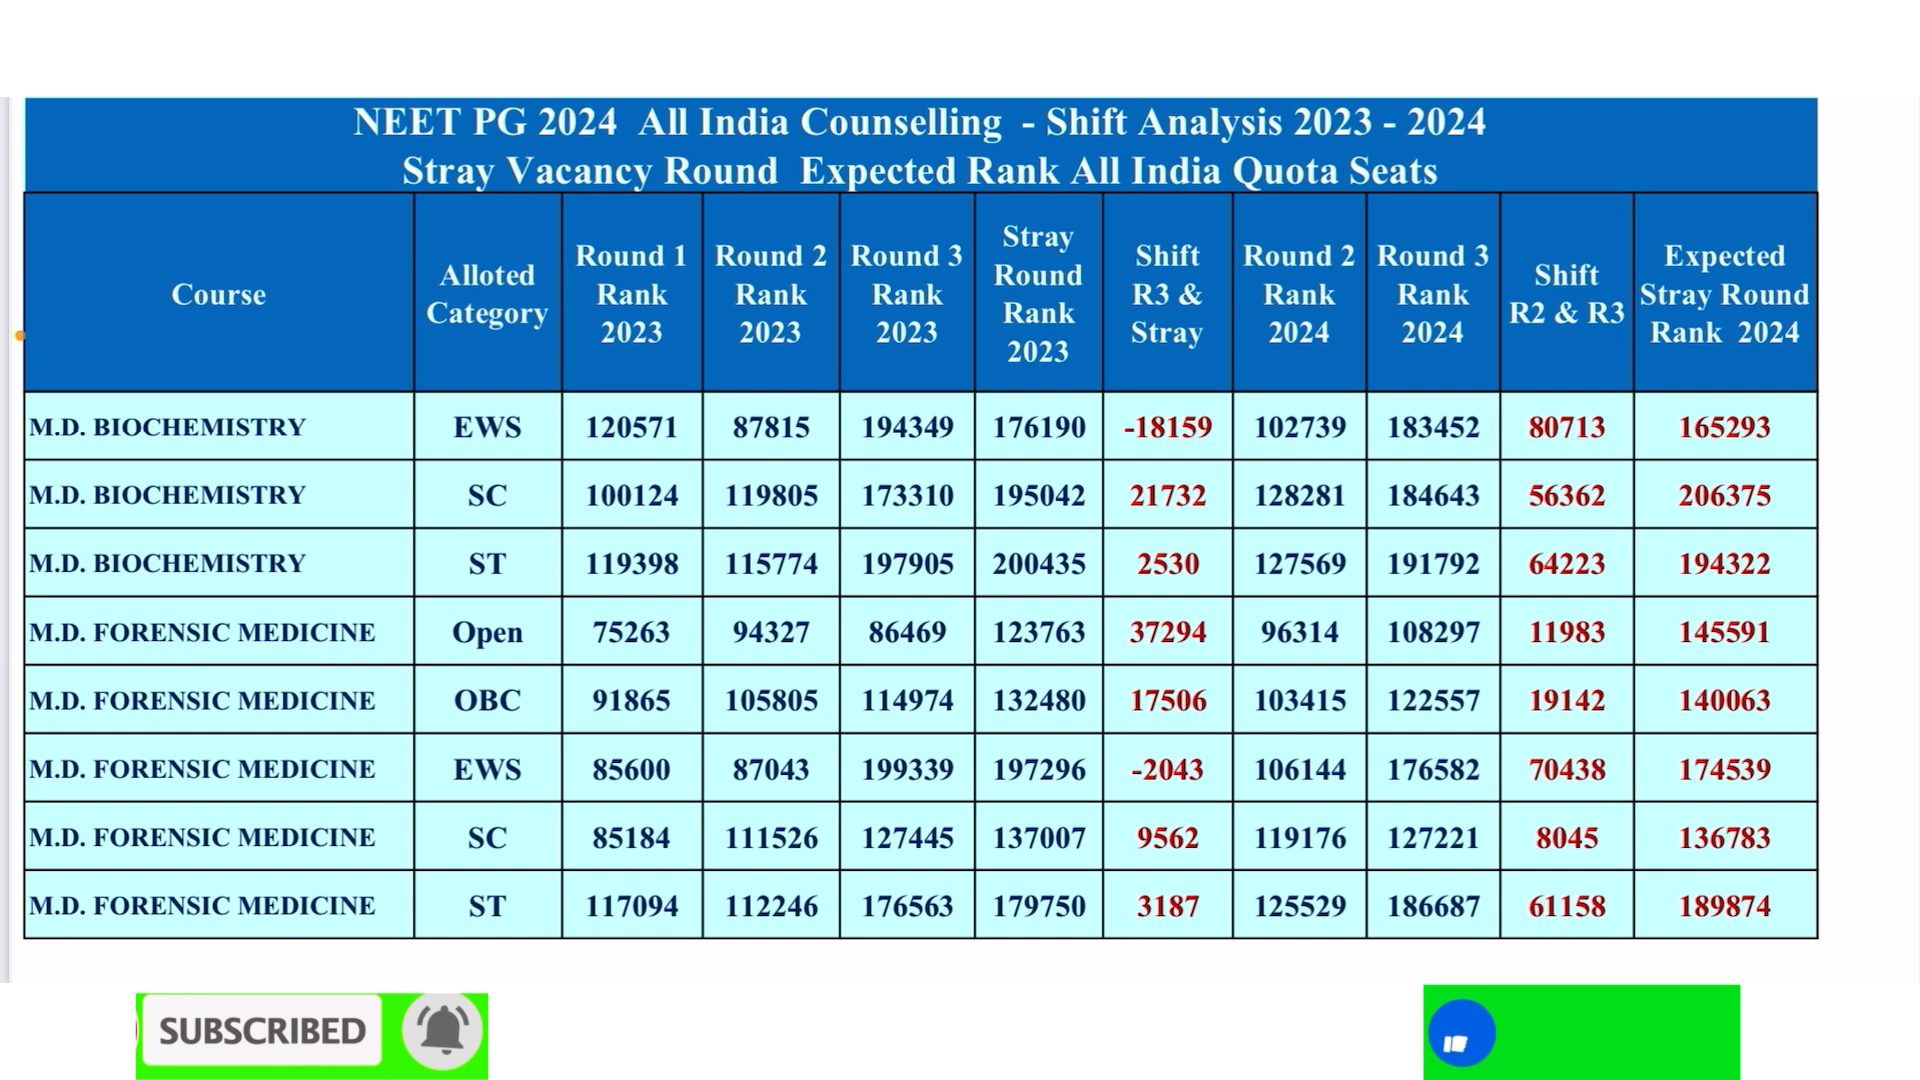 NEET PG 2024 All India Counselling - Shift Analysis 2023 - 2024
Stray Vacancy Round Expected Rank All India Quota Seats
Course Alloted Category Round 1 Rank 2023 Round 2 Rank 2023 Round 3 Rank 2023 Stray Round Rank 2023 Shift R3 & Stray Round 2 Rank 2024 Round 3 Rank 2024 Shift R2 & R3 Expected Stray Round Rank 2024
M.D. BIOCHEMISTRY EWS 120571 87815 194349 176190 -18159 102739 183452 80713 165293
M.D. BIOCHEMISTRY SC 100124 119805 173310 195042 21732 128281 184643 56362 206375
M.D. BIOCHEMISTRY ST 119398 115774 197905 200435 2530 127569 191792 64223 194322
M.D. FORENSIC MEDICINE Open 75263 94327 86469 123763 37294 96314 108297 11983 145591
M.D. FORENSIC MEDICINE OBC 91865 105805 114974 132480 17506 103415 122557 19142 140063
M.D. FORENSIC MEDICINE EWS 85600 87043 199339 197296 -2043 106144 176582 70438 174539
M.D. FORENSIC MEDICINE SC 85184 111526 127445 137007 9562 119176 127221 8045 136783
M.D. FORENSIC MEDICINE ST 117094 112246 176563 179750 3187 125529 186687 61158 189874
SUBSCRIBED